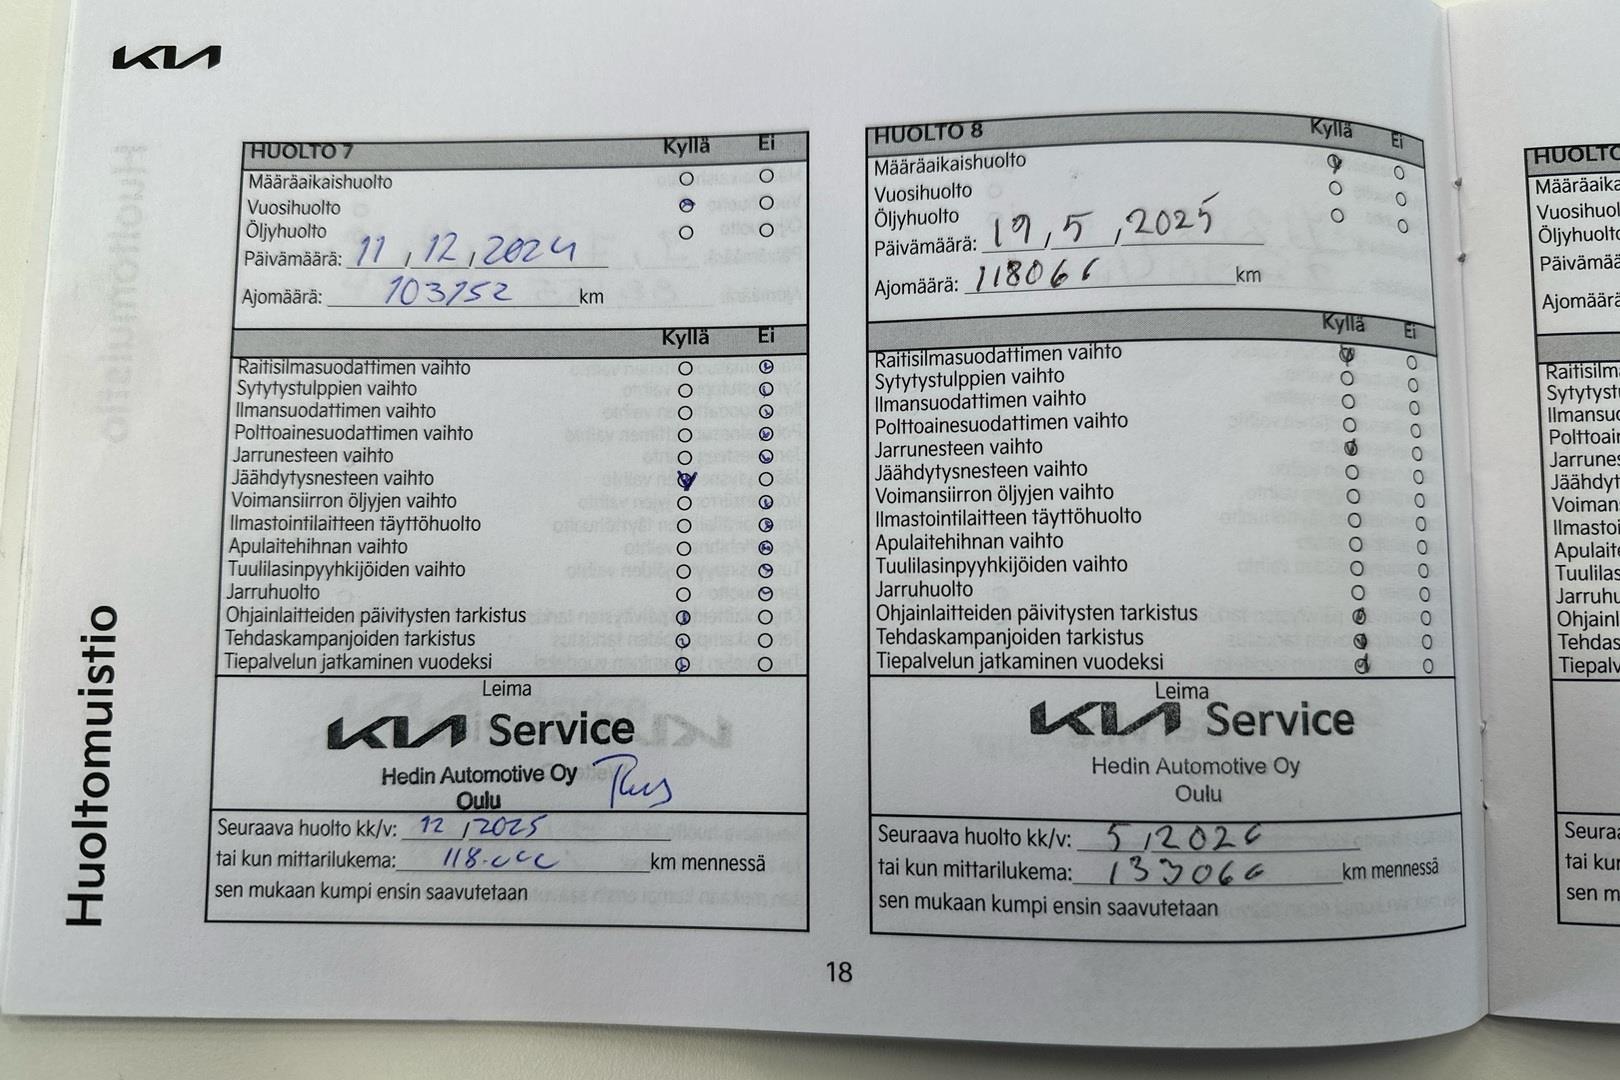 KIA
Huoltomuistio
HUOLTO 7 Kyllä Ei
Määräaikaishuolto
Vuosihuolto
Öljyhuolto
Päivämäärä: 11,12,2024
Ajomäärä: 103152 km
Kyllä Ei
Raitisilmasuodattimen vaihto
Sytytystulppien vaihto
Ilmansuodattimen vaihto
Polttoainesuodattimen vaihto
Jarrunesteen vaihto
Jäähdytysnesteen vaihto
Voimansiirron öljyjen vaihto
Ilmastointilaitteen täyttöhuolto
Apulaitehihnan vaihto
Tuulilasinpyyhkijöiden vaihto
Jarruhuolto
Ohjainlaitteiden päivitysten tarkistus
Tehdaskampanjoiden tarkistus
Tiepalvelun jatkaminen vuodeksi
Leima
KIA Service
Hedin Automotive Oy
Oulu
Seuraava huolto kk/v: 12,2025
tai kun mittarilukema: 118.000 km mennessä
sen mukaan kumpi ensin saavutetaan
HUOLTO 8 Kyllä Ei
Määräaikaishuolto
Vuosihuolto
Öljyhuolto
Päivämäärä: 19,5,2025
Ajomäärä: 118066 km
Kyllä Ei
Raitisilmasuodattimen vaihto
Sytytystulppien vaihto
Ilmansuodattimen vaihto
Polttoainesuodattimen vaihto
Jarrunesteen vaihto
Jäähdytysnesteen vaihto
Voimansiirron öljyjen vaihto
Ilmastointilaitteen täyttöhuolto
Apulaitehihnan vaihto
Tuulilasinpyyhkijöiden vaihto
Jarruhuolto
Ohjainlaitteiden päivitysten tarkistus
Tehdaskampanjoiden tarkistus
Tiepalvelun jatkaminen vuodeksi
Leima
KIA Service
Hedin Automotive Oy
Oulu
Seuraava huolto kk/v: 5,2026
tai kun mittarilukema: 133066 km mennessä
sen mukaan kumpi ensin saavutetaan
18